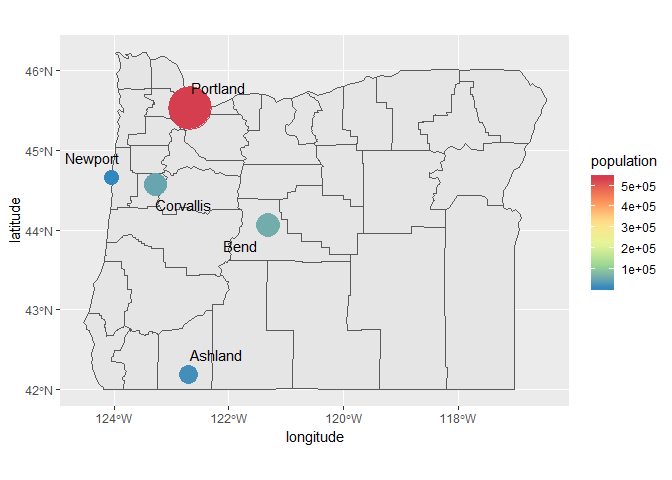 46°N
45°N
44°N
43°N
42°N
latitude
Portland
Newport
Corvallis
Bend
Ashland
124°W
122°W
120°W
118°W
longitude
population
5e+05
4e+05
3e+05
2e+05
1e+05